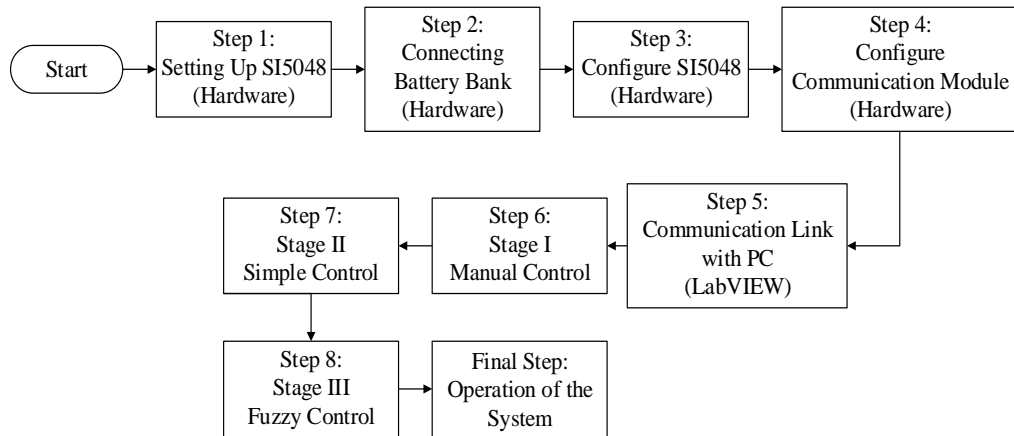 Start
Step 1:
Setting Up SI5048
(Hardware)
Step 2:
Connecting
Battery Bank
(Hardware)
Step 3:
Configure SI5048
(Hardware)
Step 4:
Configure
Communication Module
(Hardware)
Step 5:
Communication Link
with PC
(LabVIEW)
Step 6:
Stage I
Manual Control
Step 7:
Stage II
Simple Control
Step 8:
Stage III
Fuzzy Control
Final Step:
Operation of the
System